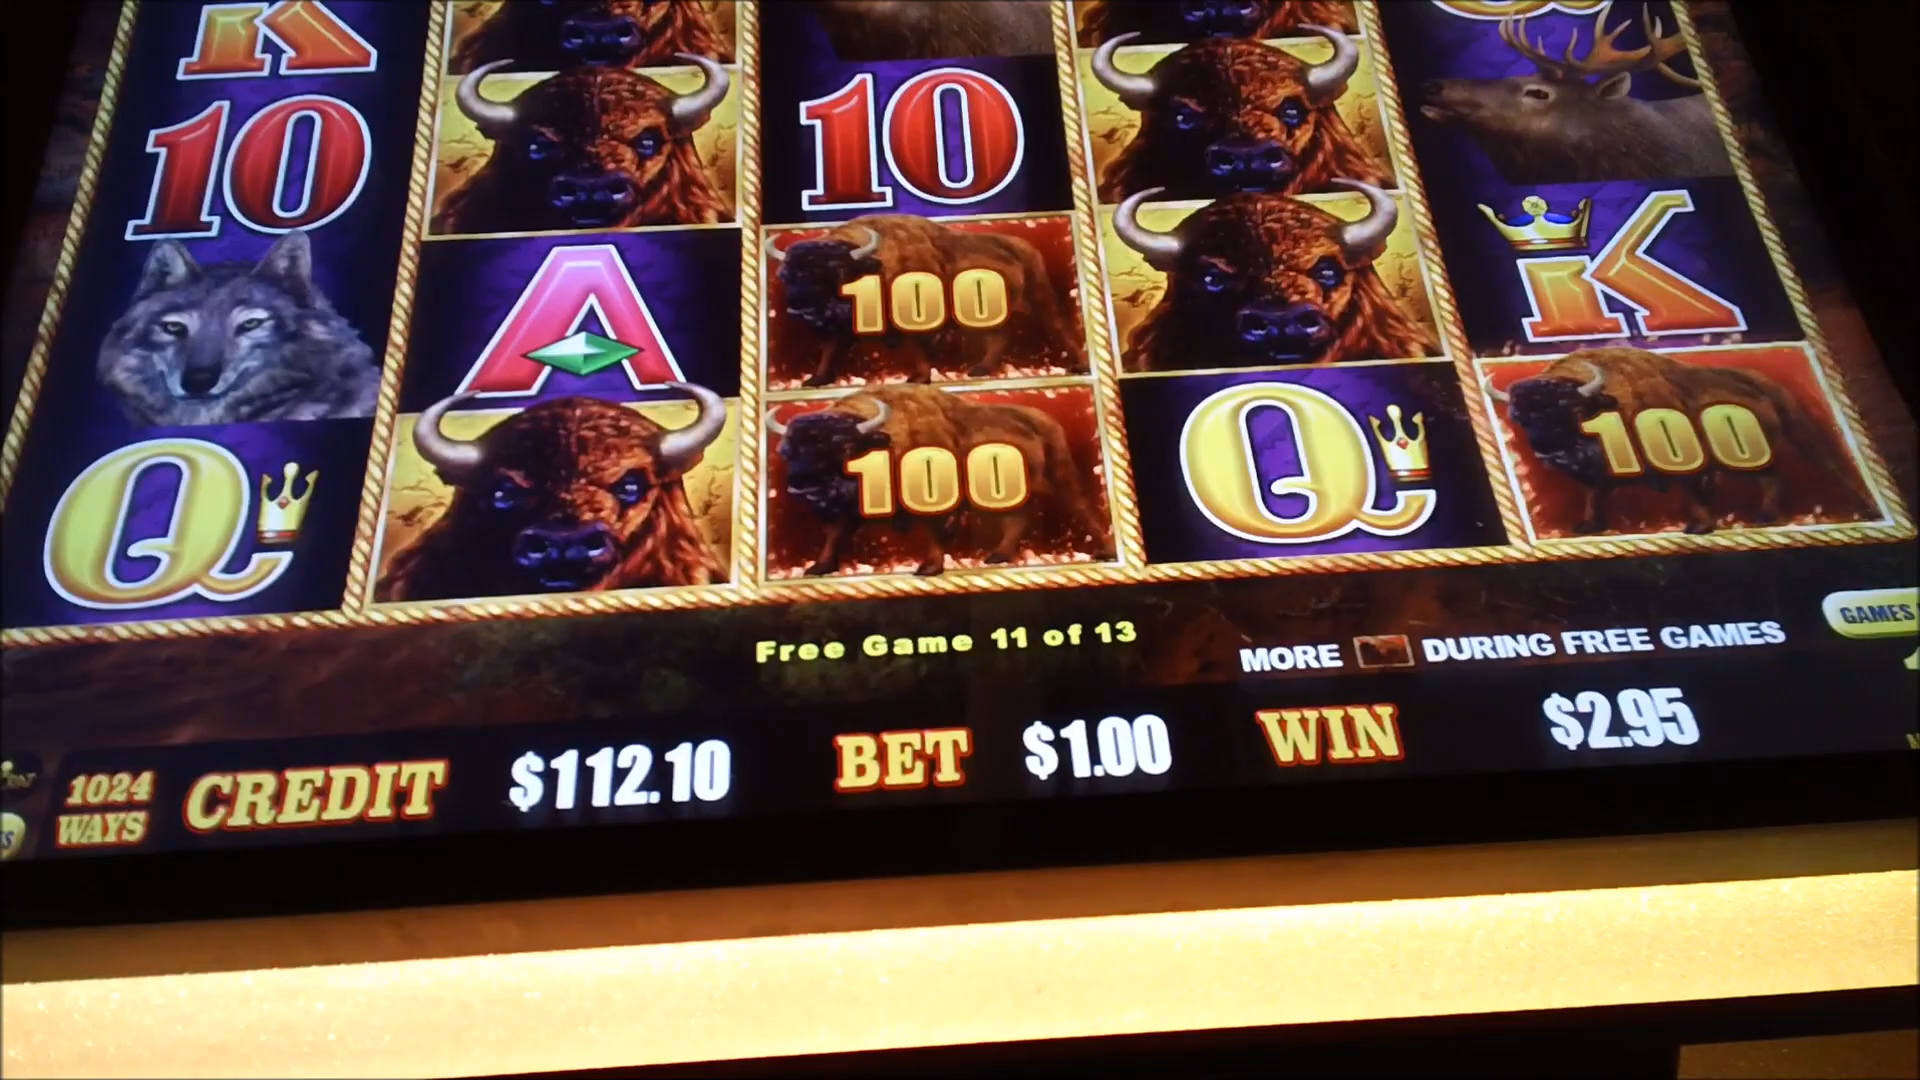 K
10
10
A
100
K
Q
100
Q
100
Free Game 11 of 13
MORE DURING FREE GAMES
GAMES
1024
WAYS
CREDIT $112.10 BET $1.00 WIN $2.95